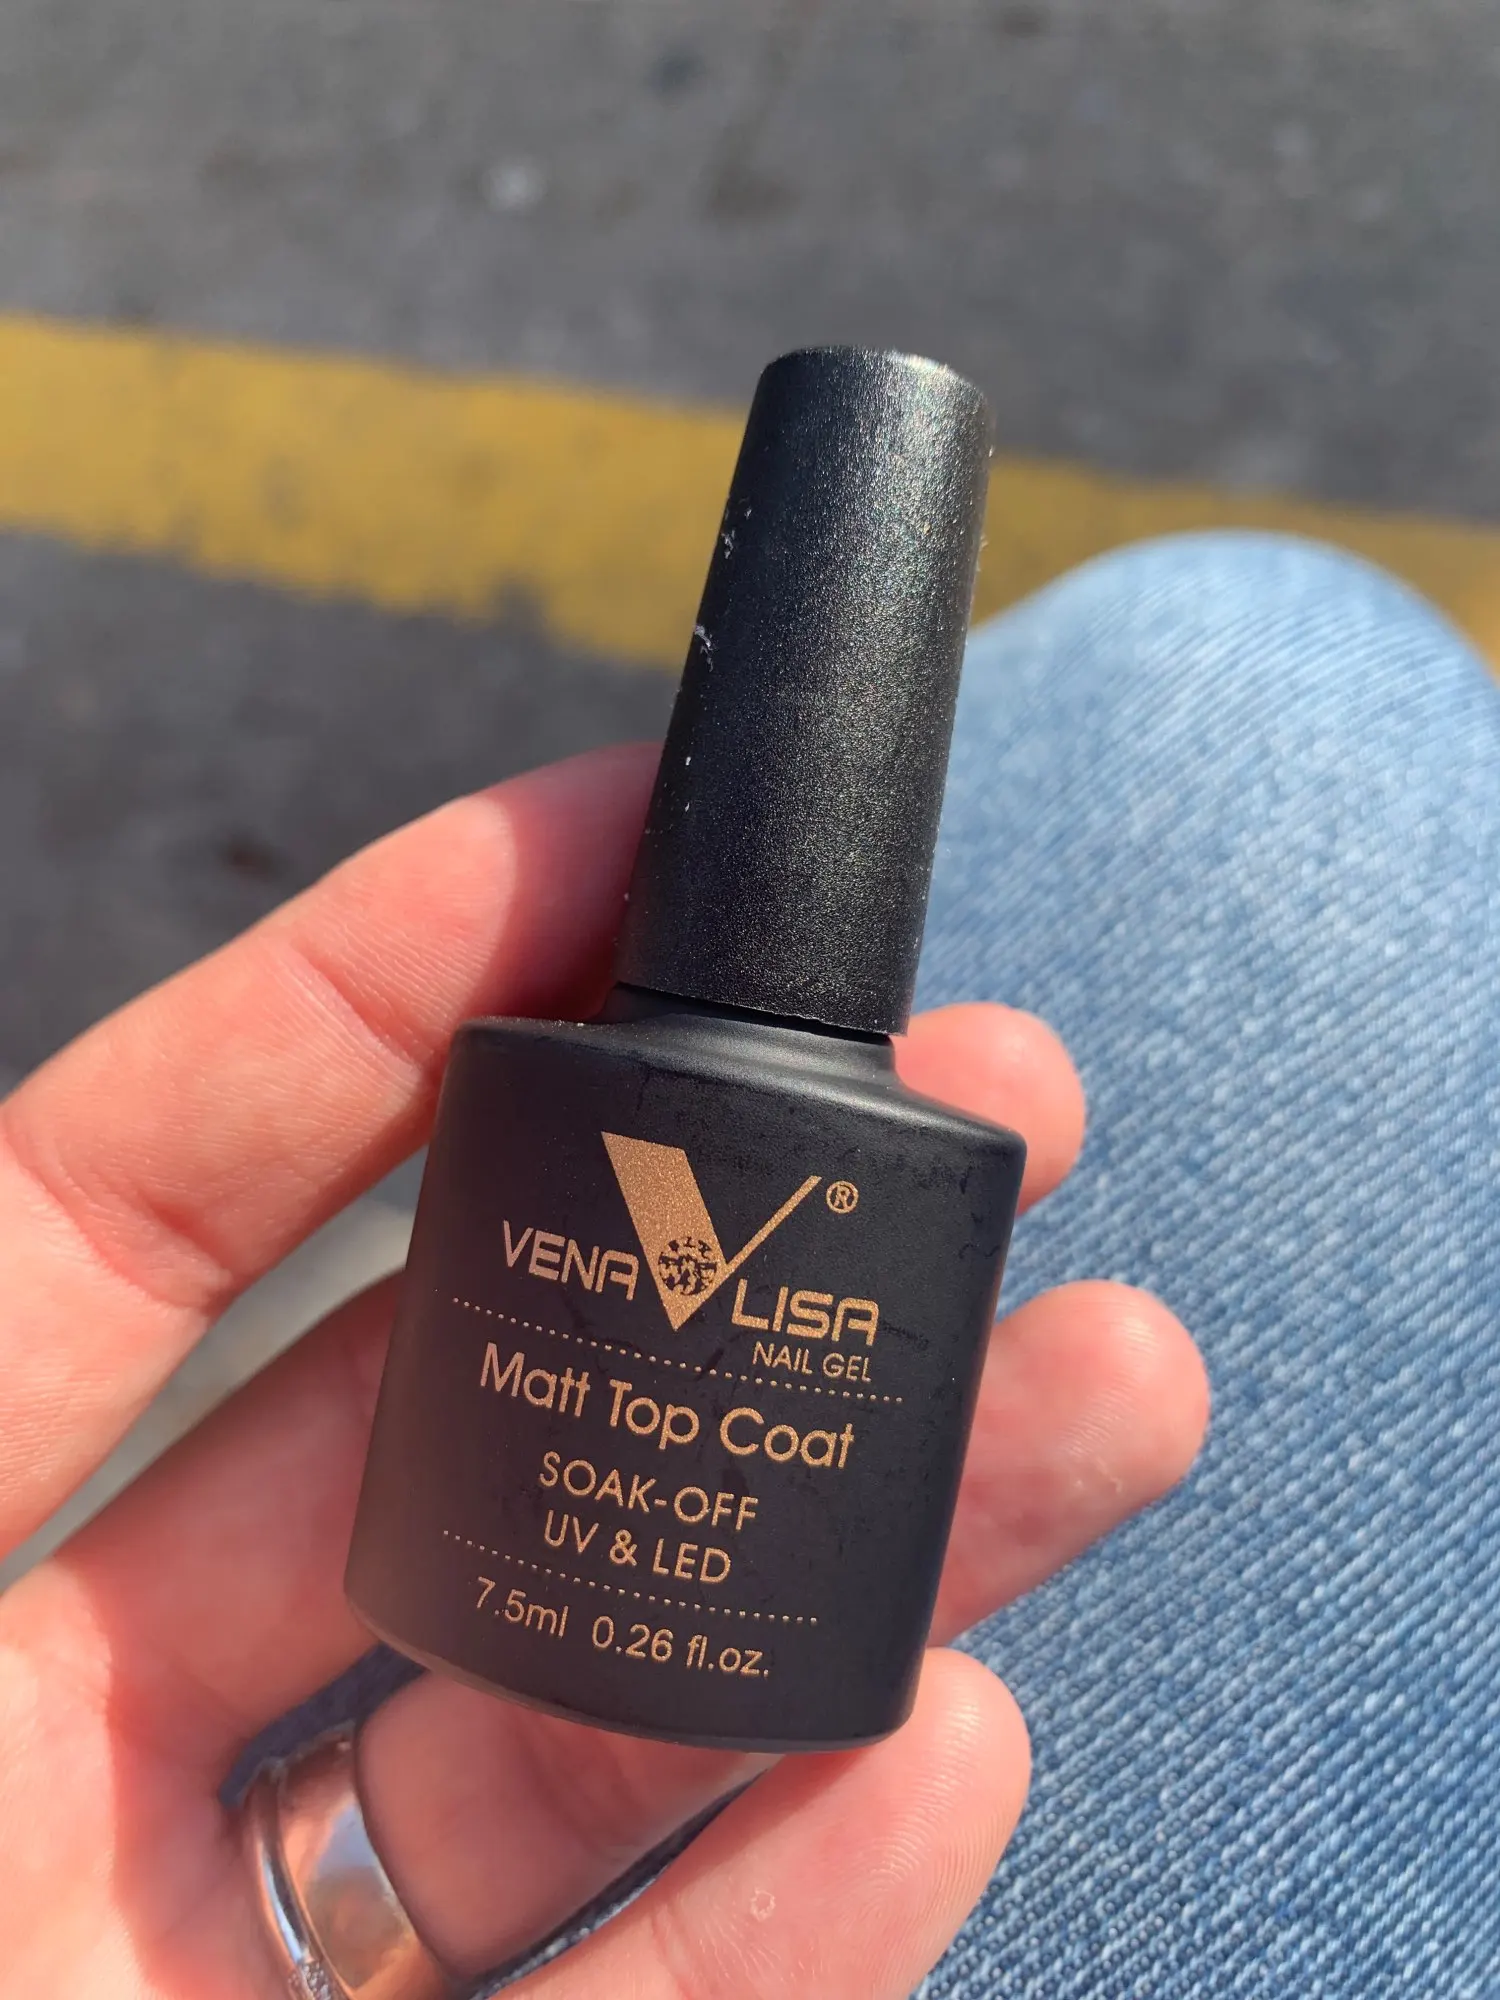 VENA LISA ®
NAIL GEL
Matt Top Coat
SOAK-OFF
UV & LED
7.5ml 0.26 fl.oz.